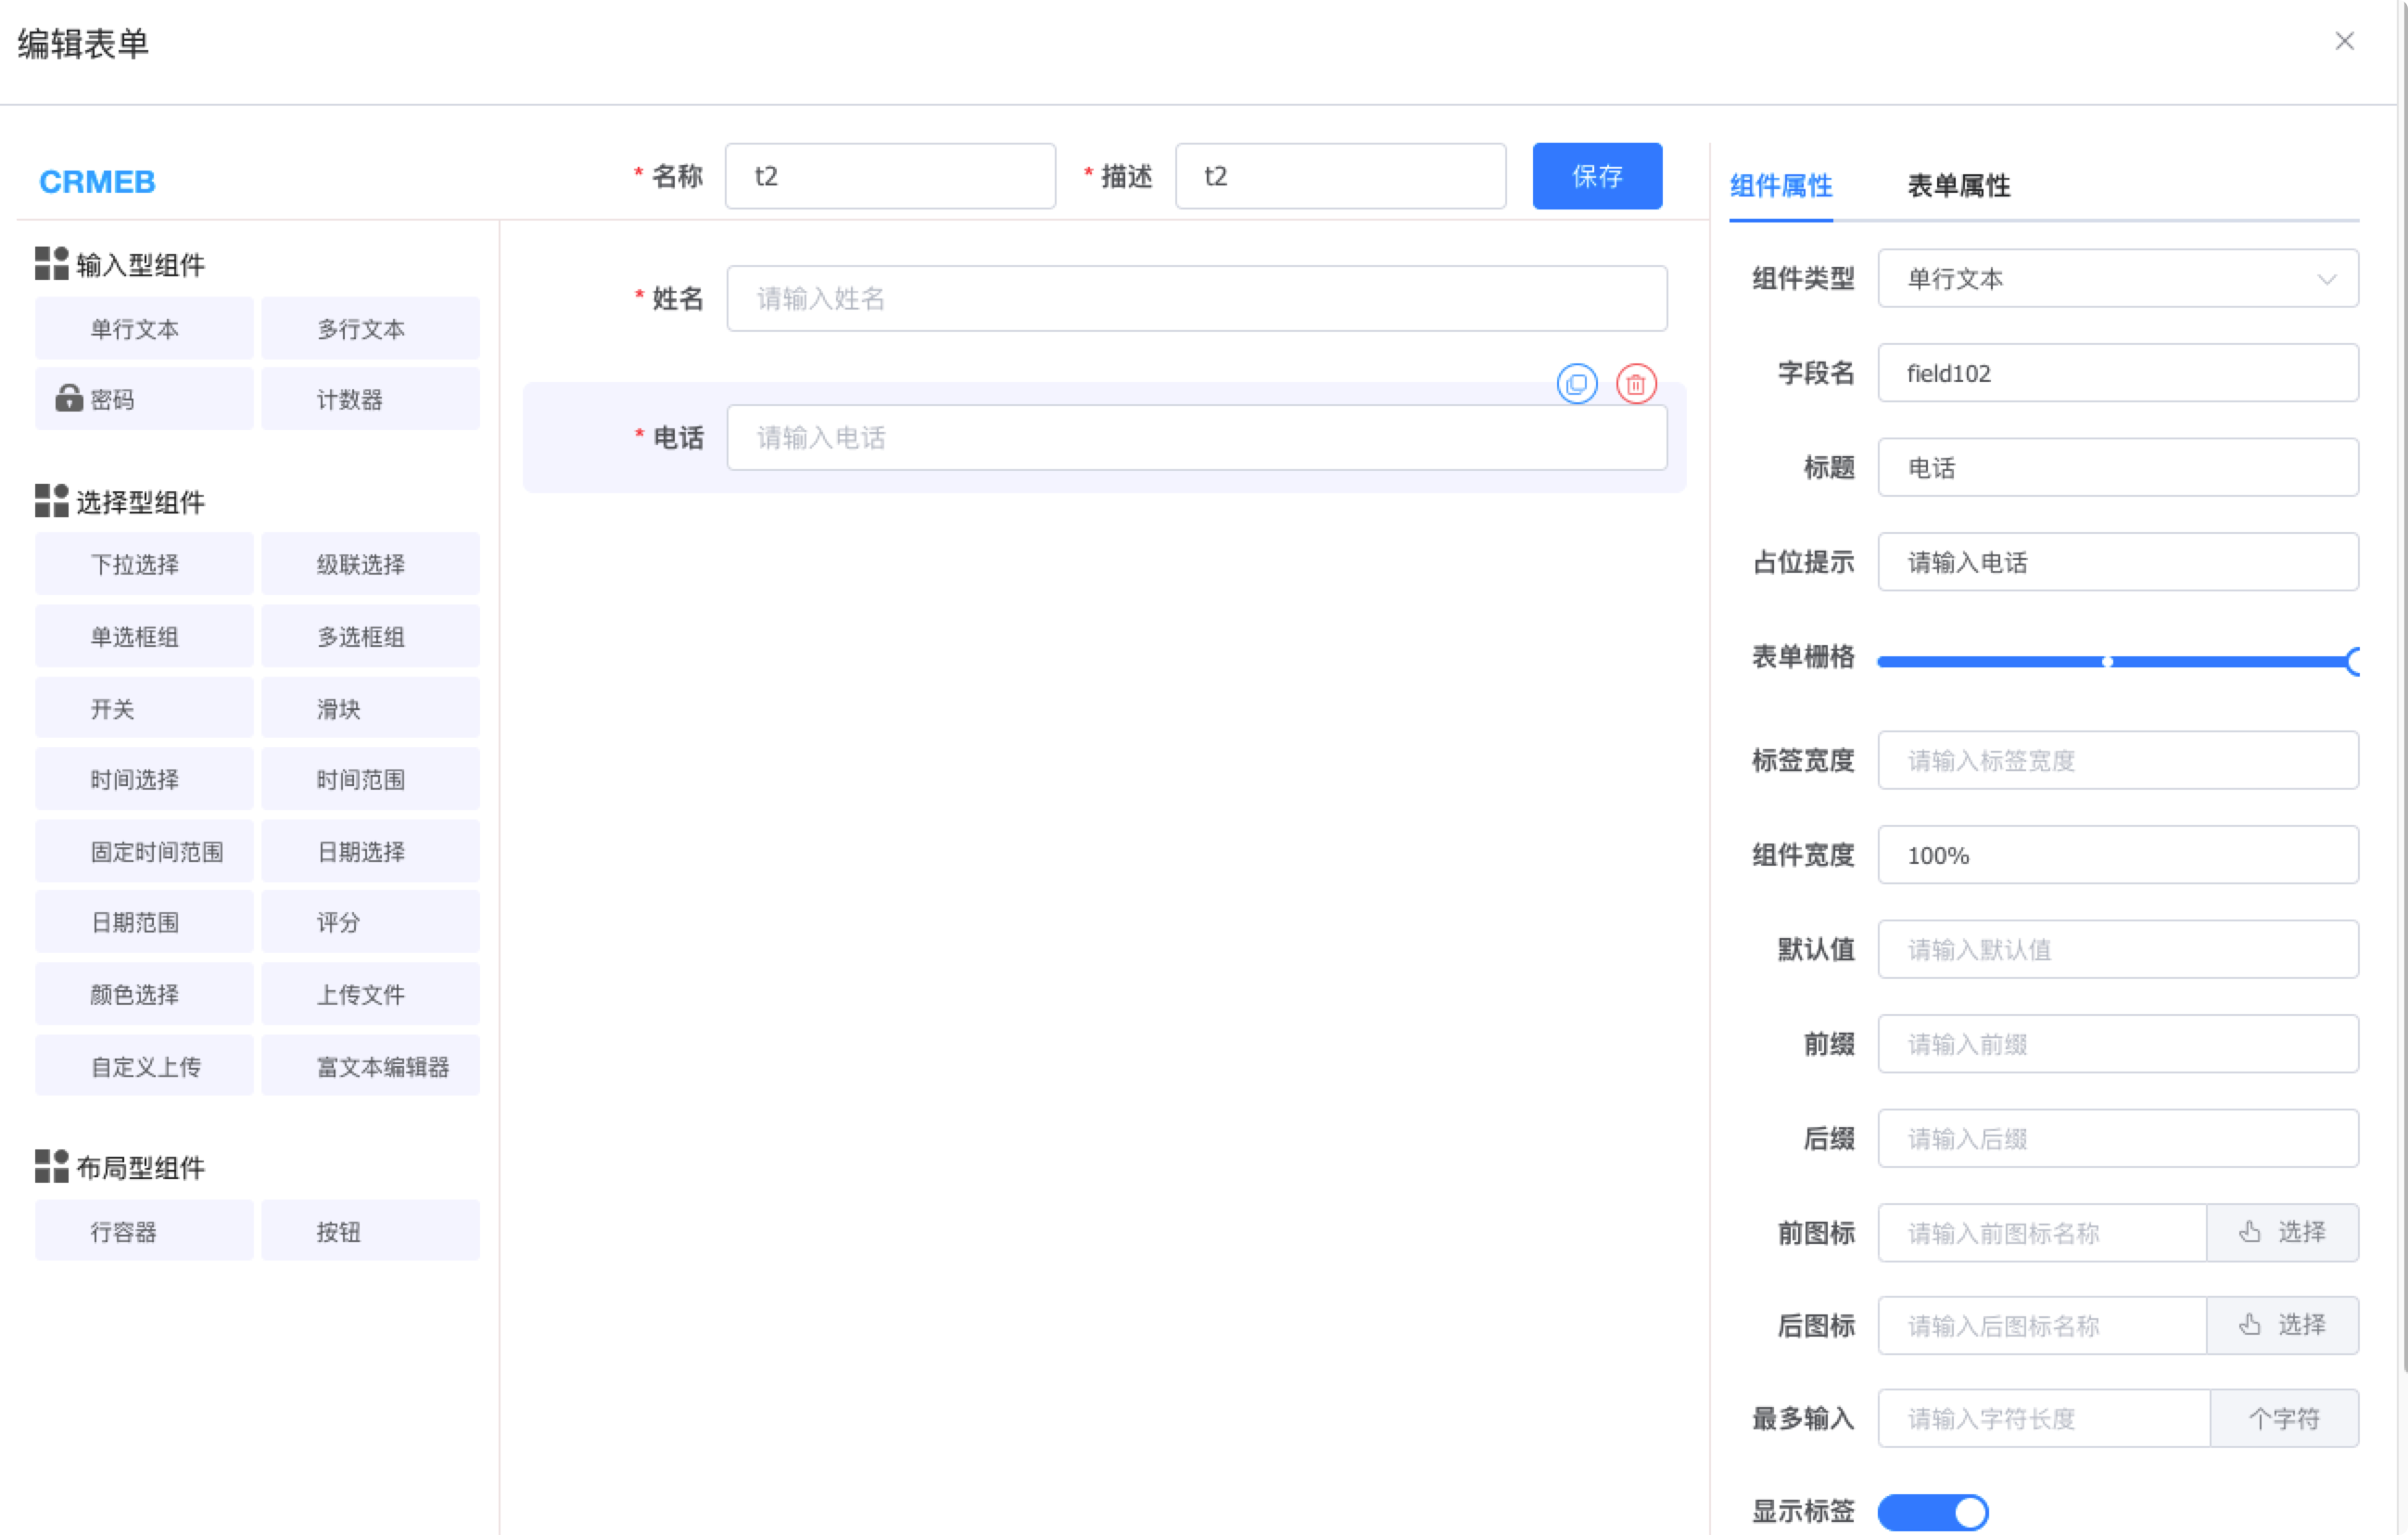 编辑表单
CRMEB
* 名称 t2 * 描述 t2 保存
输入型组件
单行文本 多行文本
密码 计数器
选择型组件
下拉选择 级联选择
单选框组 多选框组
开关 滑块
时间选择 时间范围
固定时间范围 日期选择
日期范围 评分
颜色选择 上传文件
自定义上传 富文本编辑器
布局型组件
行容器 按钮
* 姓名 请输入姓名
* 电话 请输入电话
组件属性 表单属性
组件类型 单行文本
字段名 field102
标题 电话
占位提示 请输入电话
表单栅格
标签宽度 请输入标签宽度
组件宽度 100%
默认值 请输入默认值
前缀 请输入前缀
后缀 请输入后缀
前图标 请输入前图标名称 选择
后图标 请输入后图标名称 选择
最多输入 请输入字符长度 个字符
显示标签